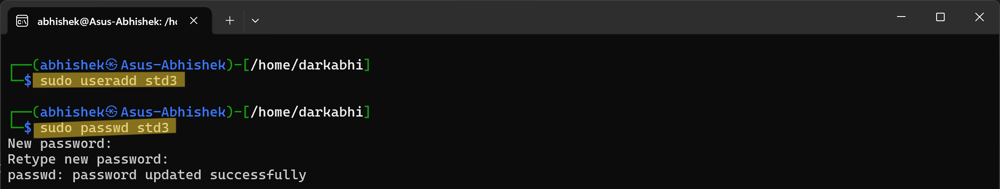 abhishek@Asus-Abhishek: /ho
┌──(abhishek㉿Asus-Abhishek)-[/home/darkabhi]
└─$ sudo useradd std3
┌──(abhishek㉿Asus-Abhishek)-[/home/darkabhi]
└─$ sudo passwd std3
New password:
Retype new password:
passwd: password updated successfully